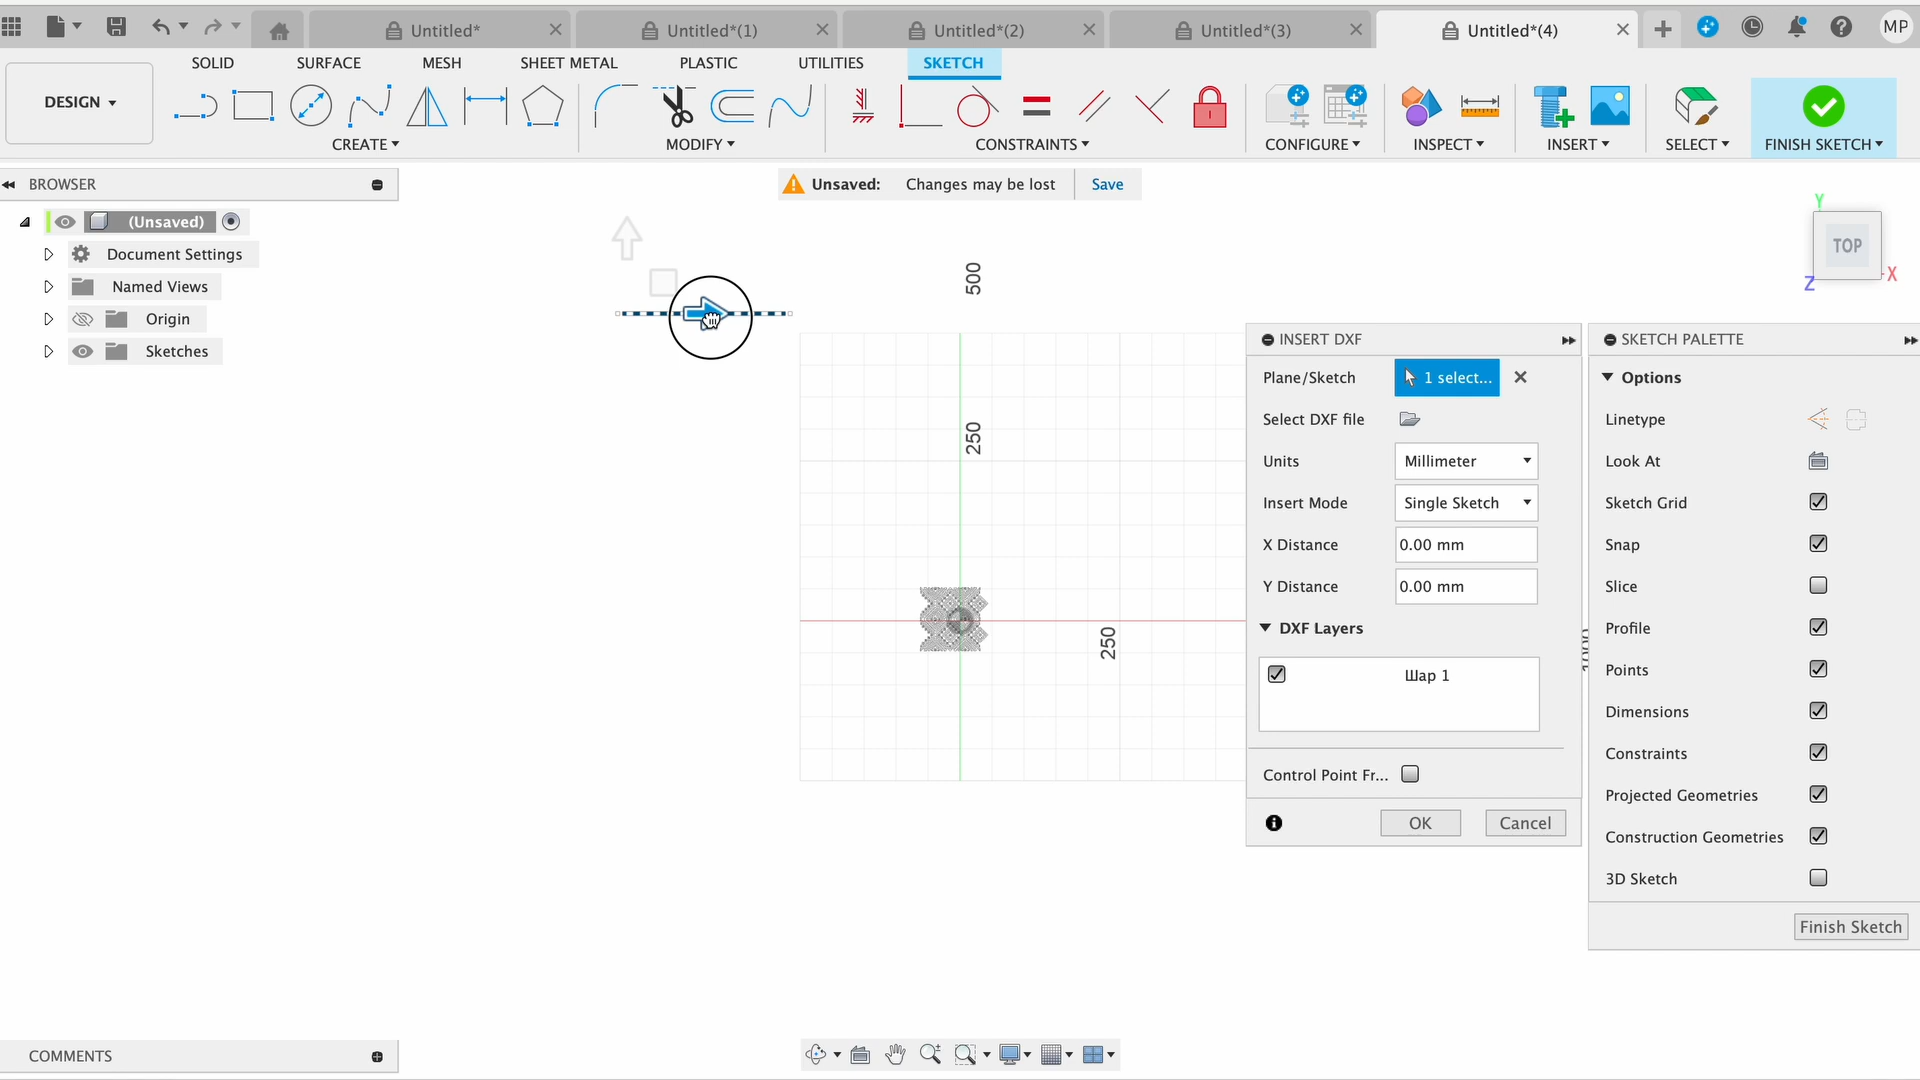 Untitled*
Untitled*(1)
Untitled*(2)
Untitled*(3)
Untitled*(4)
MP
SOLID
SURFACE
MESH
SHEET METAL
PLASTIC
UTILITIES
SKETCH
DESIGN
CREATE
MODIFY
CONSTRAINTS
CONFIGURE
INSPECT
INSERT
SELECT
FINISH SKETCH
BROWSER
Unsaved: Changes may be lost Save
(Unsaved)
Document Settings
Named Views
Origin
Sketches
Y
TOP
Z
X
500
250
250
INSERT DXF
Plane/Sketch 1 select...
Select DXF file
Units Millimeter
Insert Mode Single Sketch
X Distance 0.00 mm
Y Distance 0.00 mm
DXF Layers
Шар 1
Control Point Fr...
OK Cancel
SKETCH PALETTE
Options
Linetype
Look At
Sketch Grid
Snap
Slice
Profile
Points
Dimensions
Constraints
Projected Geometries
Construction Geometries
3D Sketch
Finish Sketch
COMMENTS